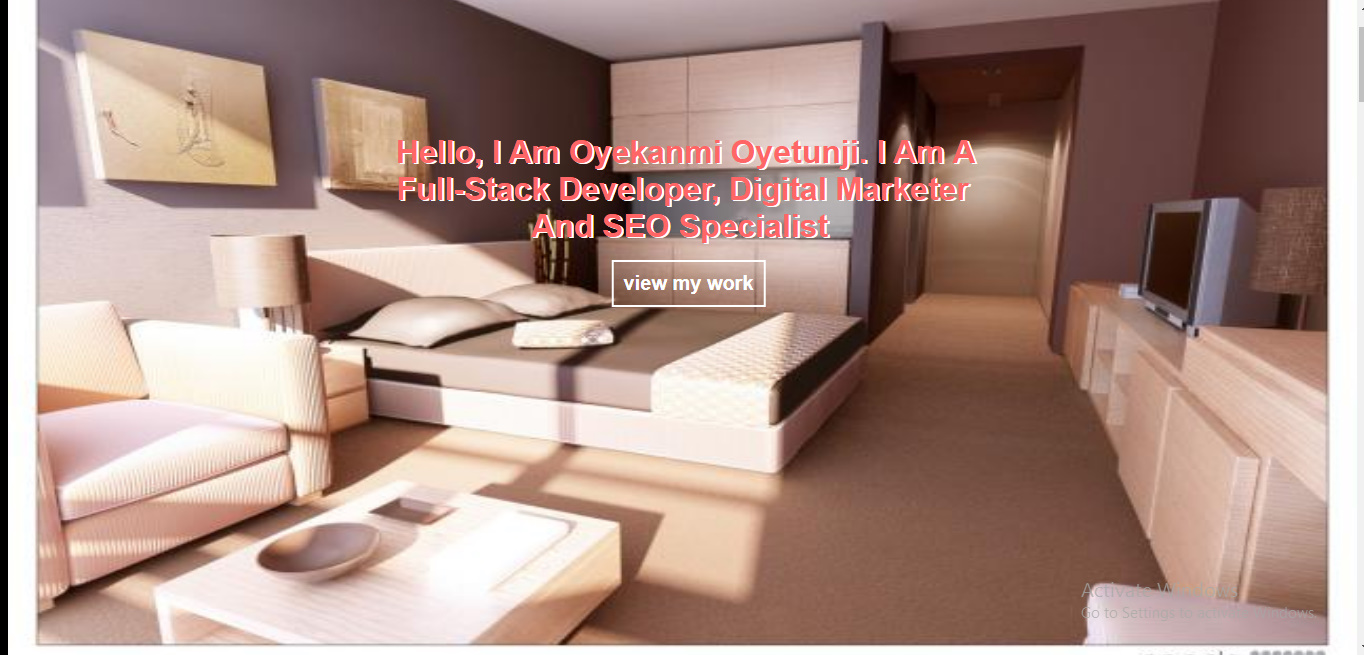 Hello, I Am Oyekanmi Oyetunji. I Am A
Full-Stack Developer, Digital Marketer
And SEO Specialist
view my work
Activate Windows
Go to Settings to activate Windows.